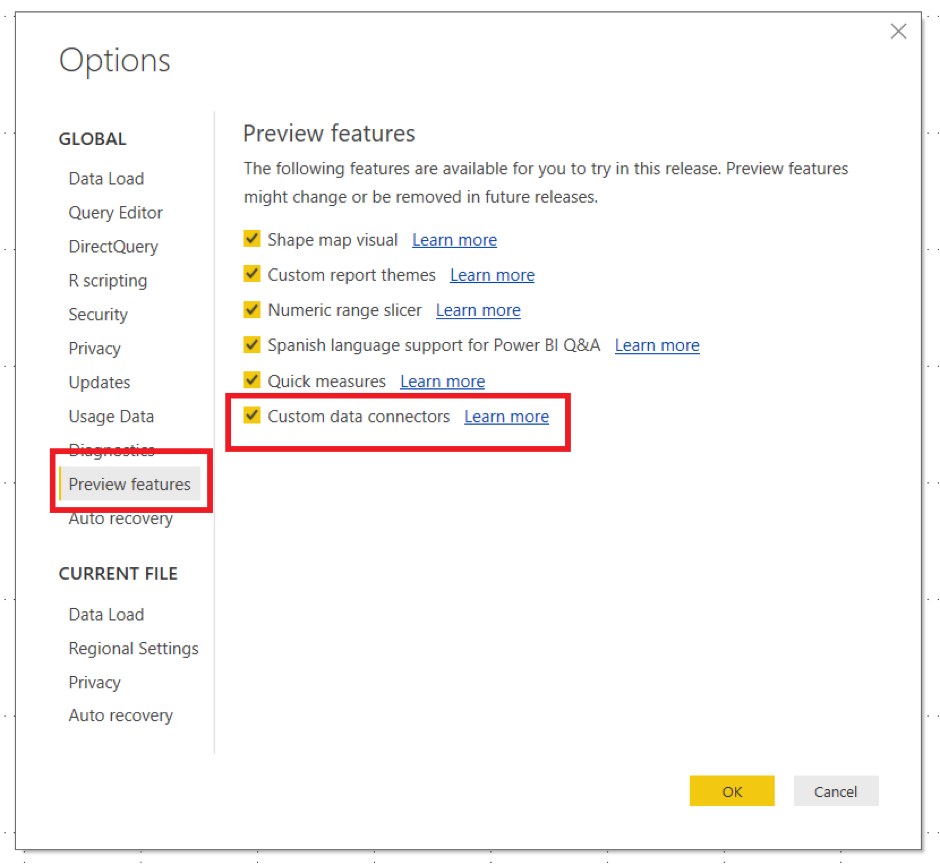 Options
GLOBAL
Data Load
Query Editor
DirectQuery
R scripting
Security
Privacy
Updates
Usage Data
Diagnostics
Preview features
Auto recovery
CURRENT FILE
Data Load
Regional Settings
Privacy
Auto recovery
Preview features
The following features are available for you to try in this release. Preview features
might change or be removed in future releases.
Shape map visual Learn more
Custom report themes Learn more
Numeric range slicer Learn more
Spanish language support for Power BI Q&A Learn more
Quick measures Learn more
Custom data connectors Learn more
OK Cancel